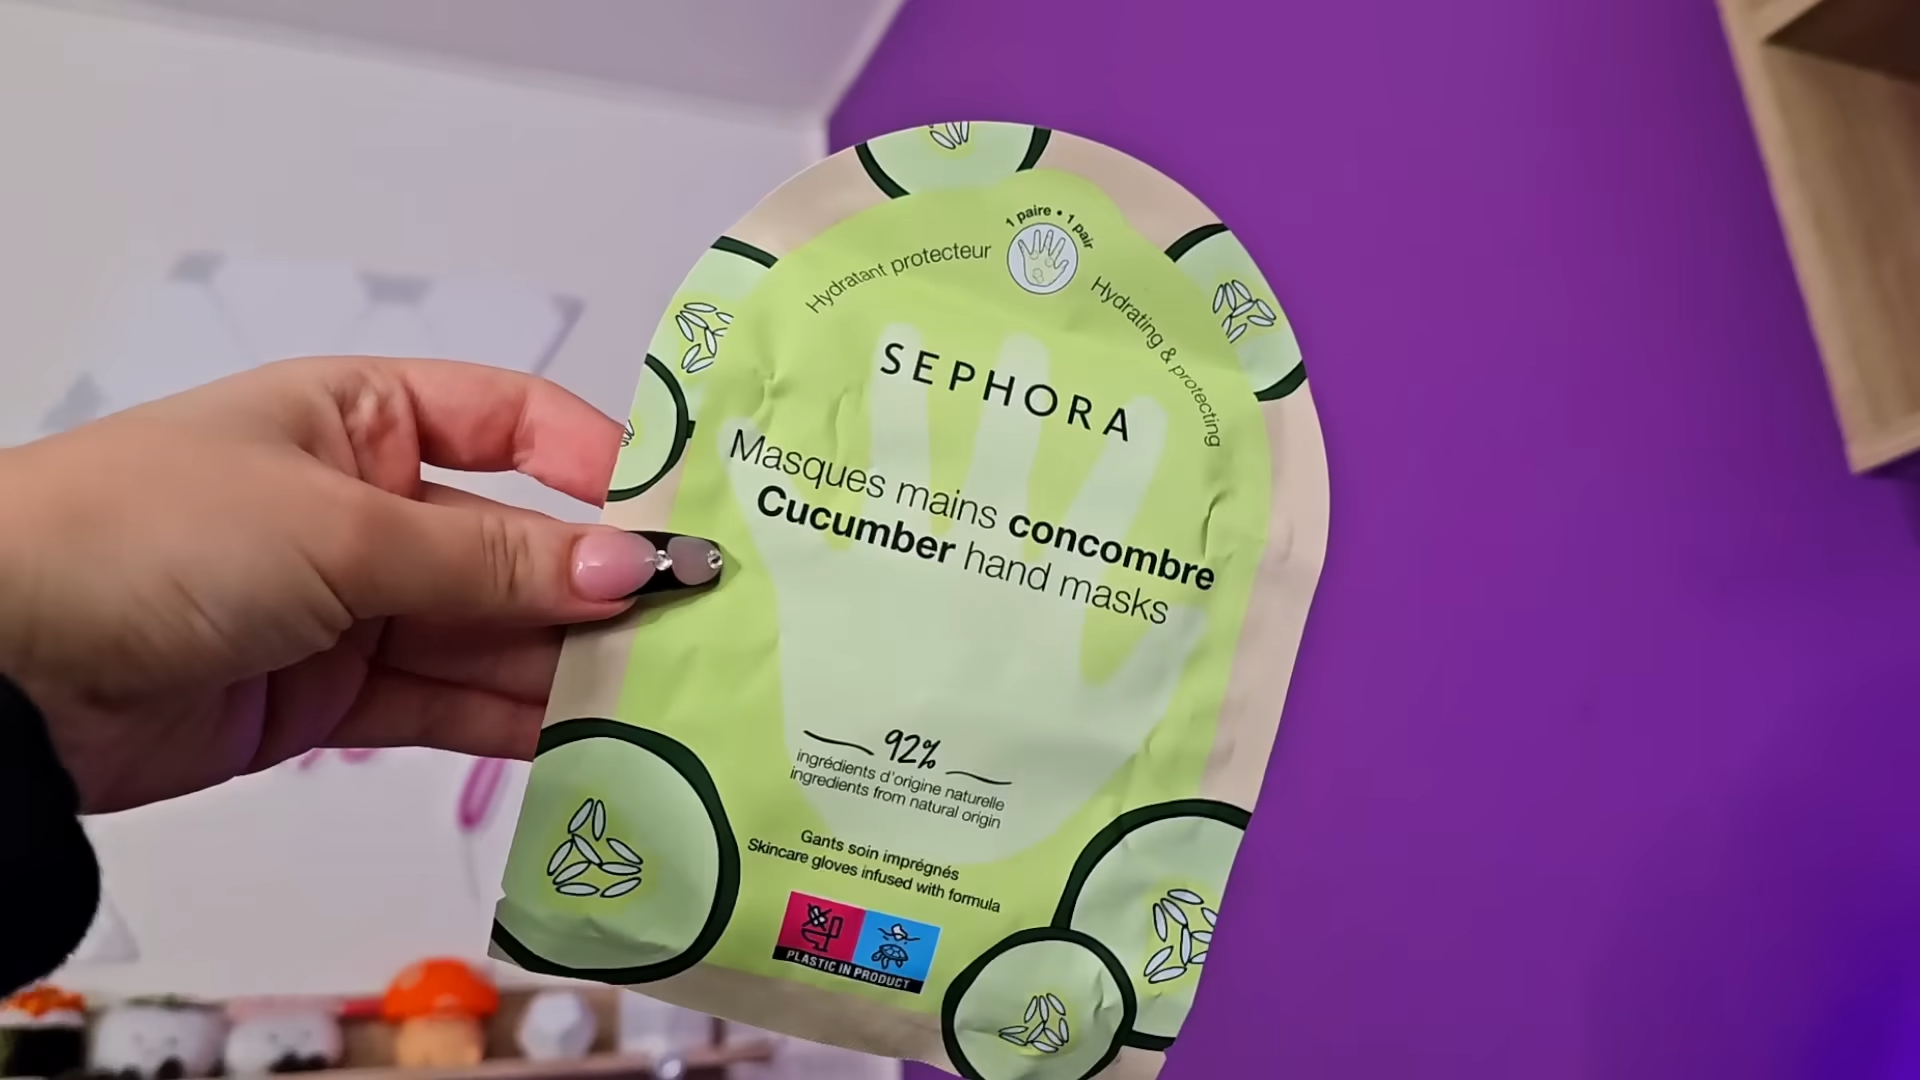 1 paire • 1 pair
Hydratant protecteur
Hydrating & protecting
SEPHORA
Masques mains concombre
Cucumber hand masks
92%
ingrédients d'origine naturelle
ingredients from natural origin
Gants soin imprégnés
Skincare gloves infused with formula
PLASTIC IN PRODUCT